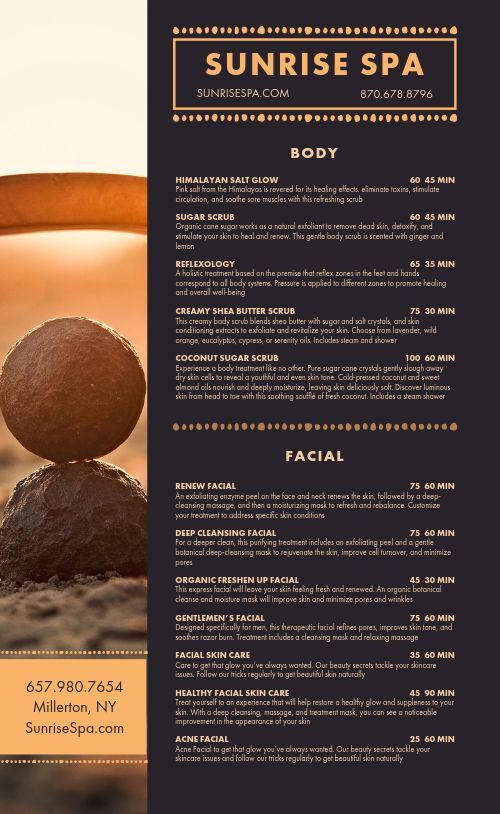 SUNRISE SPA
SUNRISESPA.COM 870.678.8796
BODY
HIMALAYAN SALT GLOW 60 45 MIN
Pink salt from the Himalayas is revered for its healing effects. eliminate toxins, stimulate
circulation, and soothe sore muscles with this refreshing scrub
SUGAR SCRUB 60 45 MIN
Organic cane sugar works as a natural exfoliant to remove dead skin, detoxify, and
stimulate your skin to heal and renew. This gentle body scrub is scented with ginger and
lemon
REFLEXOLOGY 65 35 MIN
A holistic treatment based on the premise that reflex zones in the feet and hands
correspond to all body systems. Pressure is applied to different zones to promote healing
and overall well-being
CREAMY SHEA BUTTER SCRUB 75 30 MIN
This creamy body scrub blends shea butter with sugar and salt crystals, and skin
conditioning extracts to exfoliate and revitalize your skin. Choose from lavender, wild
orange, eucalyptus, cypress, or serenity oils. Includes steam and shower
COCONUT SUGAR SCRUB 100 60 MIN
Experience a body treatment like no other. Pure sugar cane crystals gently slough away
dry skin cells to reveal a youthful and even skin tone. Cold-pressed coconut and sweet
almond oils nourish and deeply moisturize, leaving skin deliciously soft. Discover luminous
skin from head to toe with this soothing soufflé of fresh coconut. Includes a steam shower
FACIAL
RENEW FACIAL 75 60 MIN
An exfoliating enzyme peel on the face and neck renews the skin, followed by a deep-
cleansing massage, and then a moisturizing mask to refresh and rebalance. Customize
your treatment to address specific skin conditions
DEEP CLEANSING FACIAL 75 60 MIN
For a deeper clean, this purifying treatment includes an exfoliating peel and a gentle
botanical deep-cleansing mask to rejuvenate the skin, improve cell turnover, and minimize
pores
ORGANIC FRESHEN UP FACIAL 45 30 MIN
This express facial will leave your skin feeling fresh and renewed. An organic botanical
cleanse and moisture mask will improve skin and minimize pores and wrinkles
GENTLEMEN'S FACIAL 75 60 MIN
Designed specifically for men, this therapeutic facial refines pores, improves skin tone, and
soothes razor burn. Treatment includes a cleansing mask and relaxing massage
FACIAL SKIN CARE 35 60 MIN
Care to get that glow you've always wanted. Our beauty secrets tackle your skincare
issues. Follow our tricks regularly to get beautiful skin naturally
HEALTHY FACIAL SKIN CARE 45 90 MIN
Treat yourself to an experience that will help restore a healthy glow and suppleness to your
skin. With a deep cleansing, massage, and treatment mask, you can see a noticeable
improvement in the appearance of your skin
ACNE FACIAL 25 60 MIN
Acne Facial to get that glow you've always wanted. Our beauty secrets tackle your
skincare issues and follow our tricks regularly to get beautiful skin naturally
657.980.7654
Millerton, NY
SunriseSpa.com